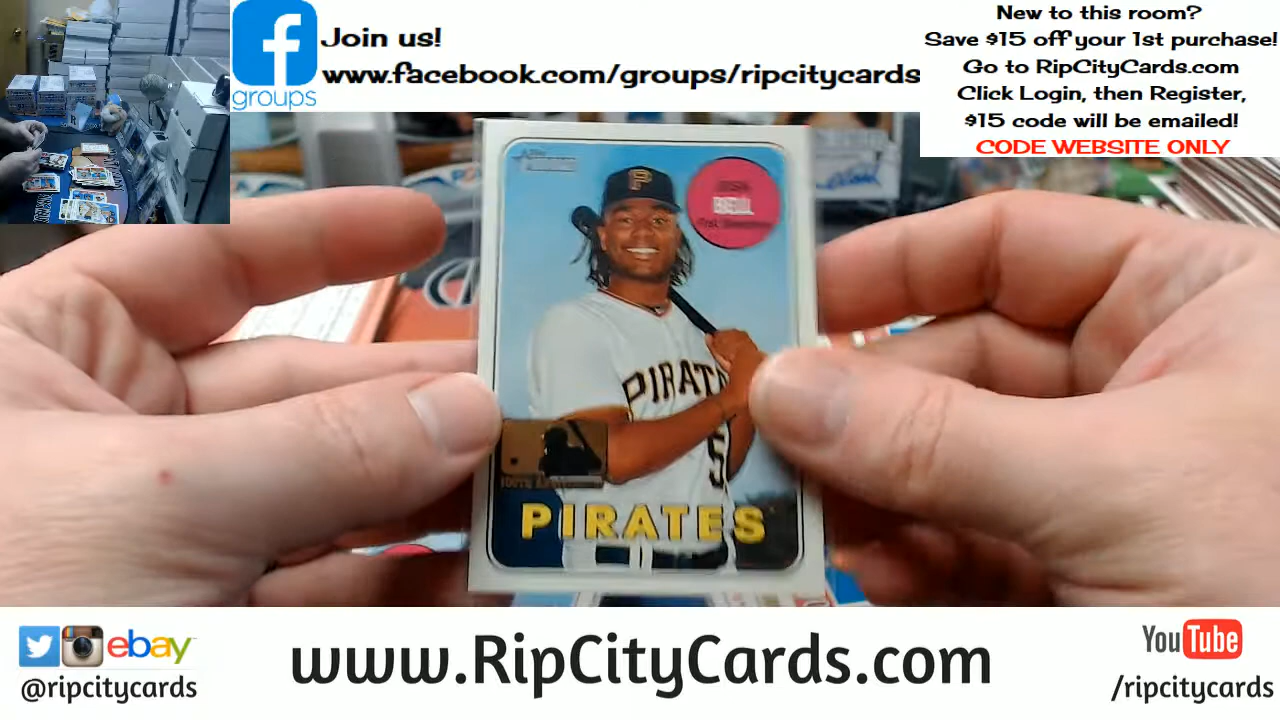 groups
Join us!
www.facebook.com/groups/ripcitycards
New to this room?
Save $15 off your 1st purchase!
Go to RipCityCards.com
Click Login, then Register,
$15 code will be emailed!
CODE WEBSITE ONLY
JOSH
BELL
P
PIRAT
5
PIRATES
ebay
@ripcitycards
www.RipCityCards.com
YouTube
/ripcitycards